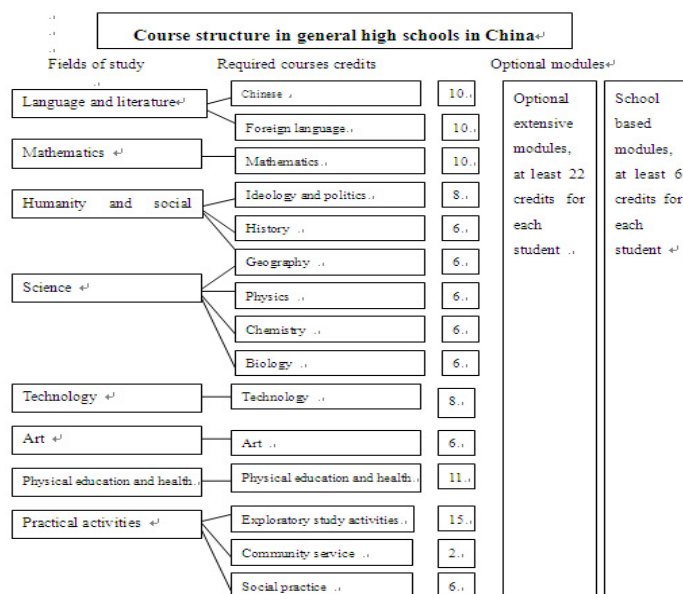 Course structure in general high schools in China
Fields of study Required courses credits Optional modules
Language and literature
Chinese 10
Foreign language 10
Mathematics
Mathematics 10
Humanity and social
Ideology and politics 8
History 6
Geography 6
Science
Physics 6
Chemistry 6
Biology 6
Technology
Technology 8
Art
Art 6
Physical education and health
Physical education and health 11
Practical activities
Exploratory study activities 15
Community service 2
Social practice 6
Optional
extensive
modules,
at least 22
credits for
each
student
School
based
modules,
at least 6
credits for
each
student